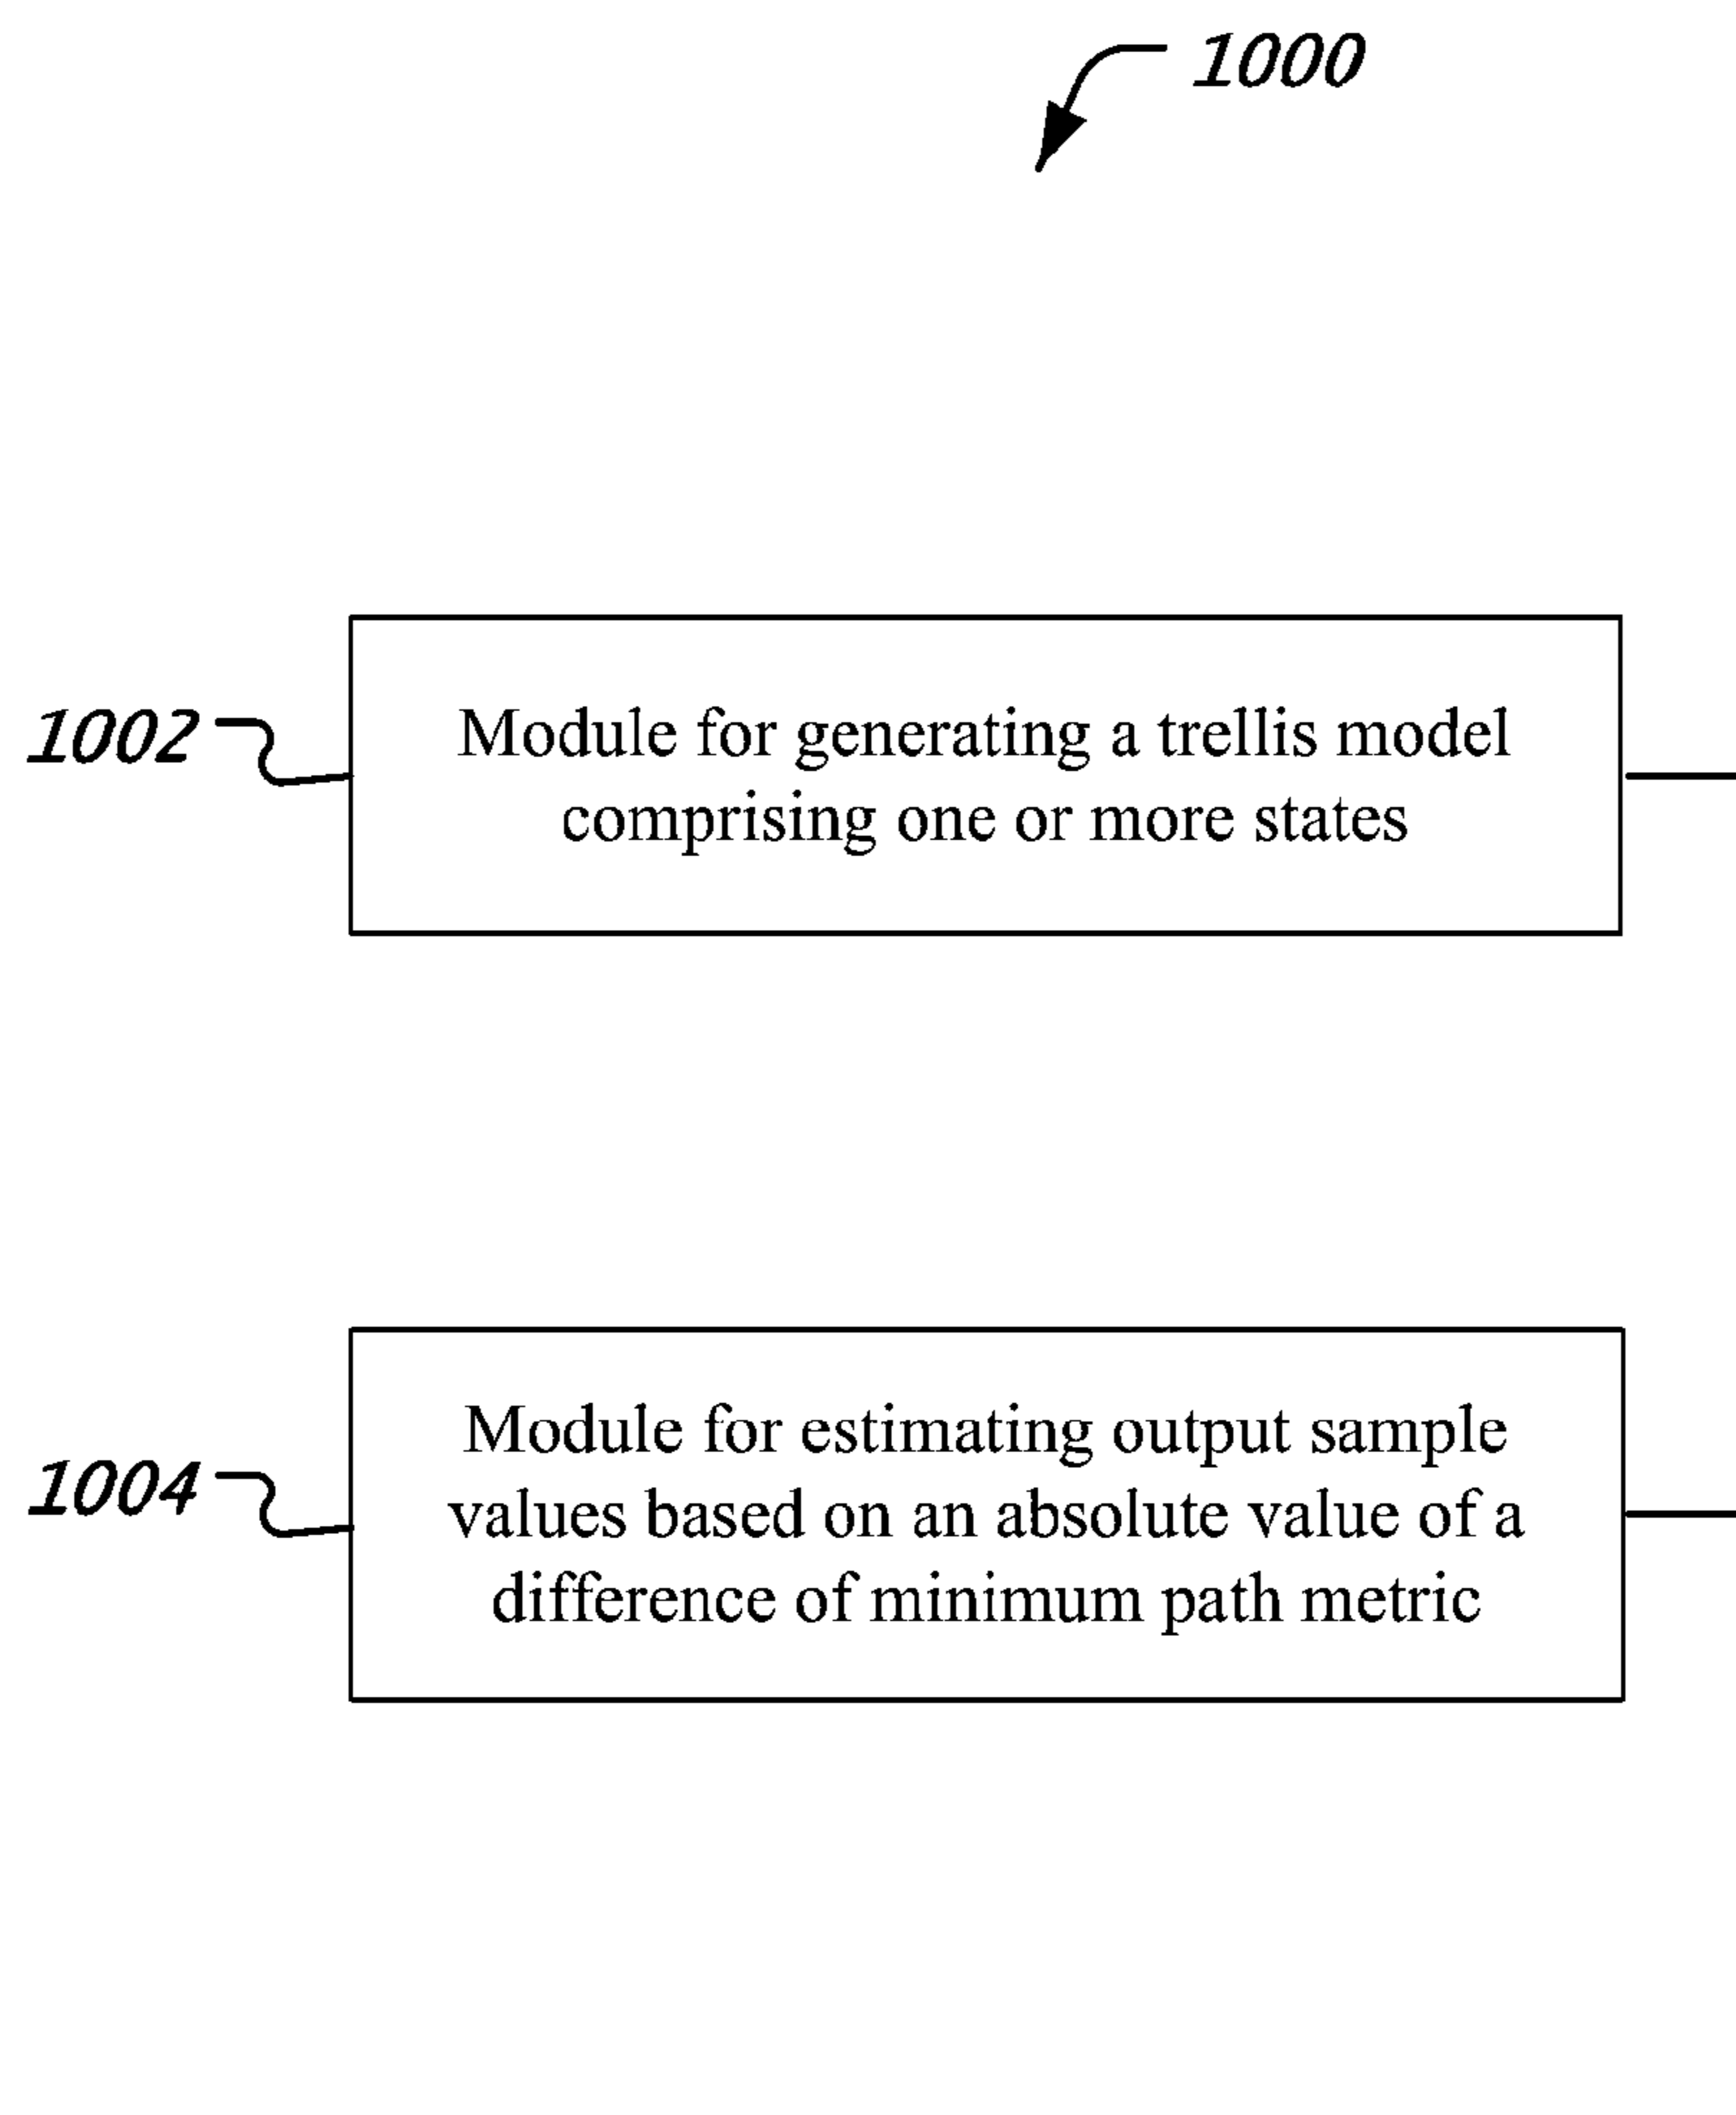 1000
1002
Module for generating a trellis model
comprising one or more states
1004
Module for estimating output sample
values based on an absolute value of a
difference of minimum path metric